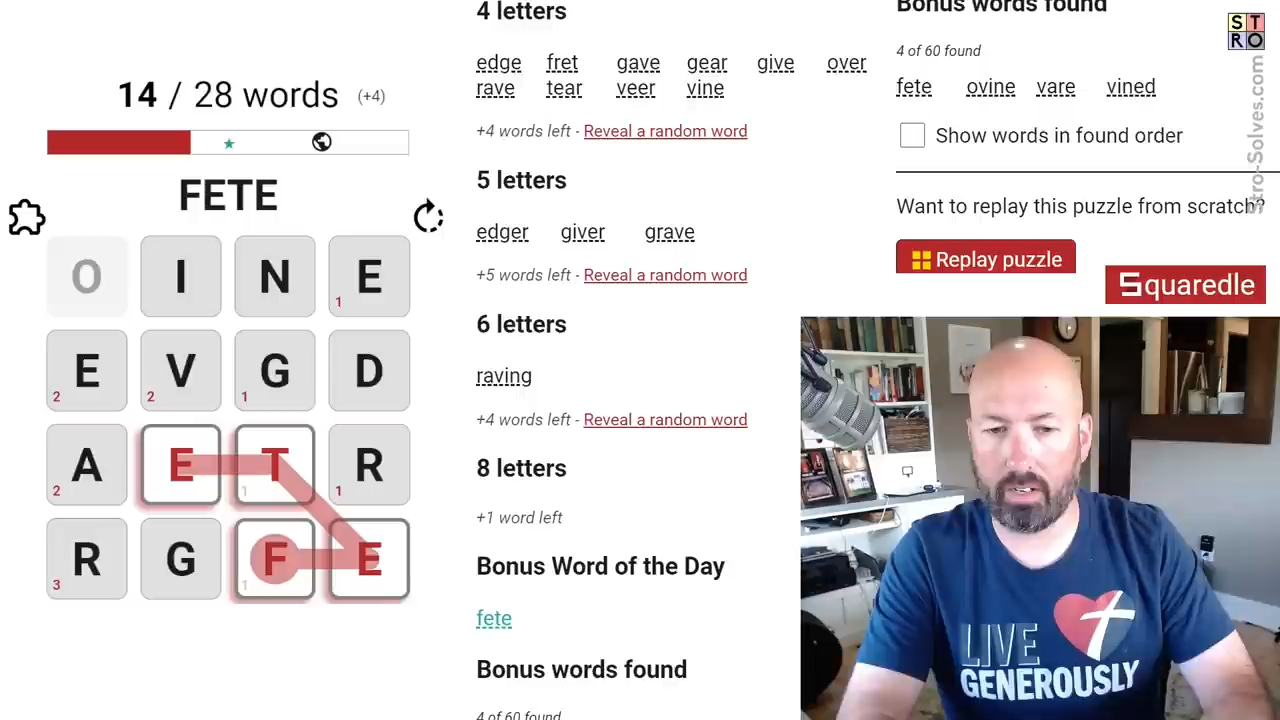 14 / 28 words (+4)
FETE
O I N E 1
E 2 V 2 G 1 D
A 2 E T 1 R 1
R 3 G F 1 E
4 letters
edge fret gave gear give over
rave tear veer vine
+4 words left - Reveal a random word
5 letters
edger giver grave
+5 words left - Reveal a random word
6 letters
raving
+4 words left - Reveal a random word
8 letters
+1 word left
Bonus Word of the Day
fete
Bonus words found
4 of 60 found
Bonus words found
4 of 60 found
fete ovine vare vined
Show words in found order
Want to replay this puzzle from scratch?
Replay puzzle
Squaredle
S T
R O
Stro-Solves.com
LIVE
GENEROUSLY